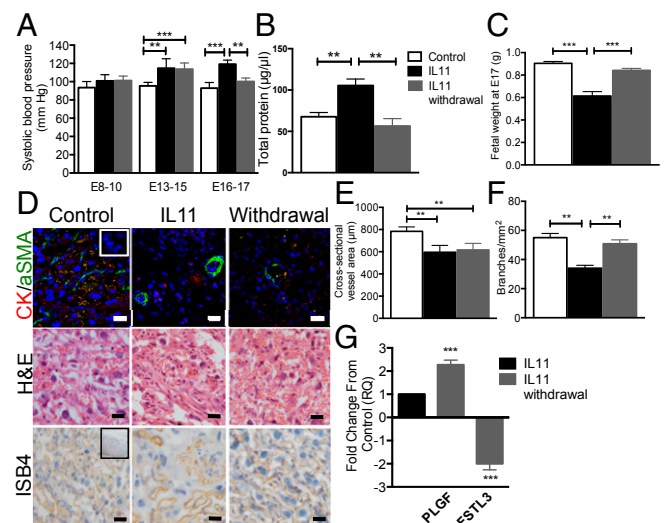 A
Systolic blood pressure
(mm Hg)
140
120
100
80
60
40
20
0
***
**
***
**
E8-10
E13-15
E16-17
B
Total protein (µg/µl)
150
100
50
0
**
**
Control
IL11
IL11
withdrawal
C
Fetal weight at E17 (g)
1.0
0.8
0.6
0.4
0.2
0.0
***
***
D
Control
IL11
Withdrawal
CK/aSMA
H&E
ISB4
E
Cross-sectional
vessel area (µm)
1000
800
600
400
200
0
**
**
F
Branches/mm2
80
60
40
20
0
**
**
G
Fold Change From
Control (RQ)
3
2
1
0
-1
-2
-3
***
***
PLGF
FSTL3
IL11
IL11
withdrawal